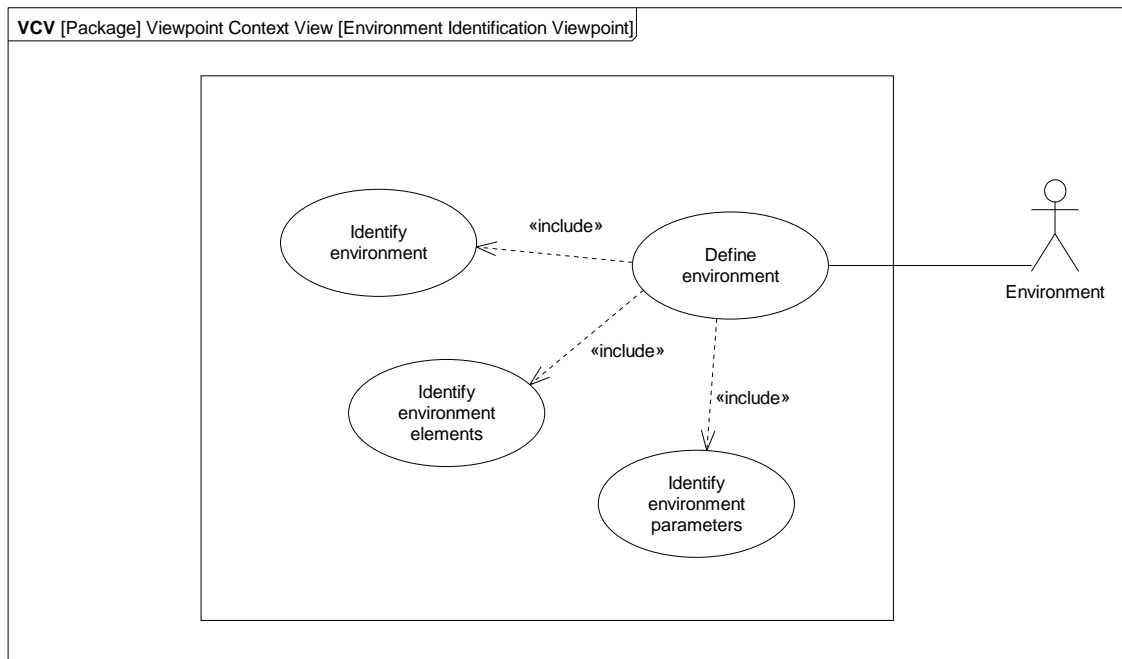 VCV [Package] Viewpoint Context View [Environment Identification Viewpoint]
Identify
environment
«include»
Define
environment
Environment
«include»
Identify
environment
elements
«include»
Identify
environment
parameters